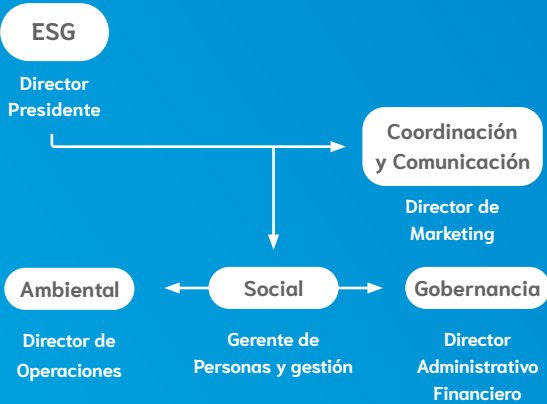 ESG
Director
Presidente
Coordinación
y Comunicación
Director de
Marketing
Ambiental
Director de
Operaciones
Social
Gerente de
Personas y gestión
Gobernancia
Director
Administrativo
Financiero